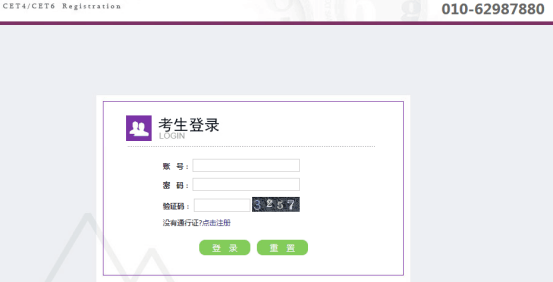 CET4/CET6 Registration
010-62987880
考生登录
LOGIN
账 号：
密 码：
验证码： 3257
没有通行证?点击注册
登 录 重 置